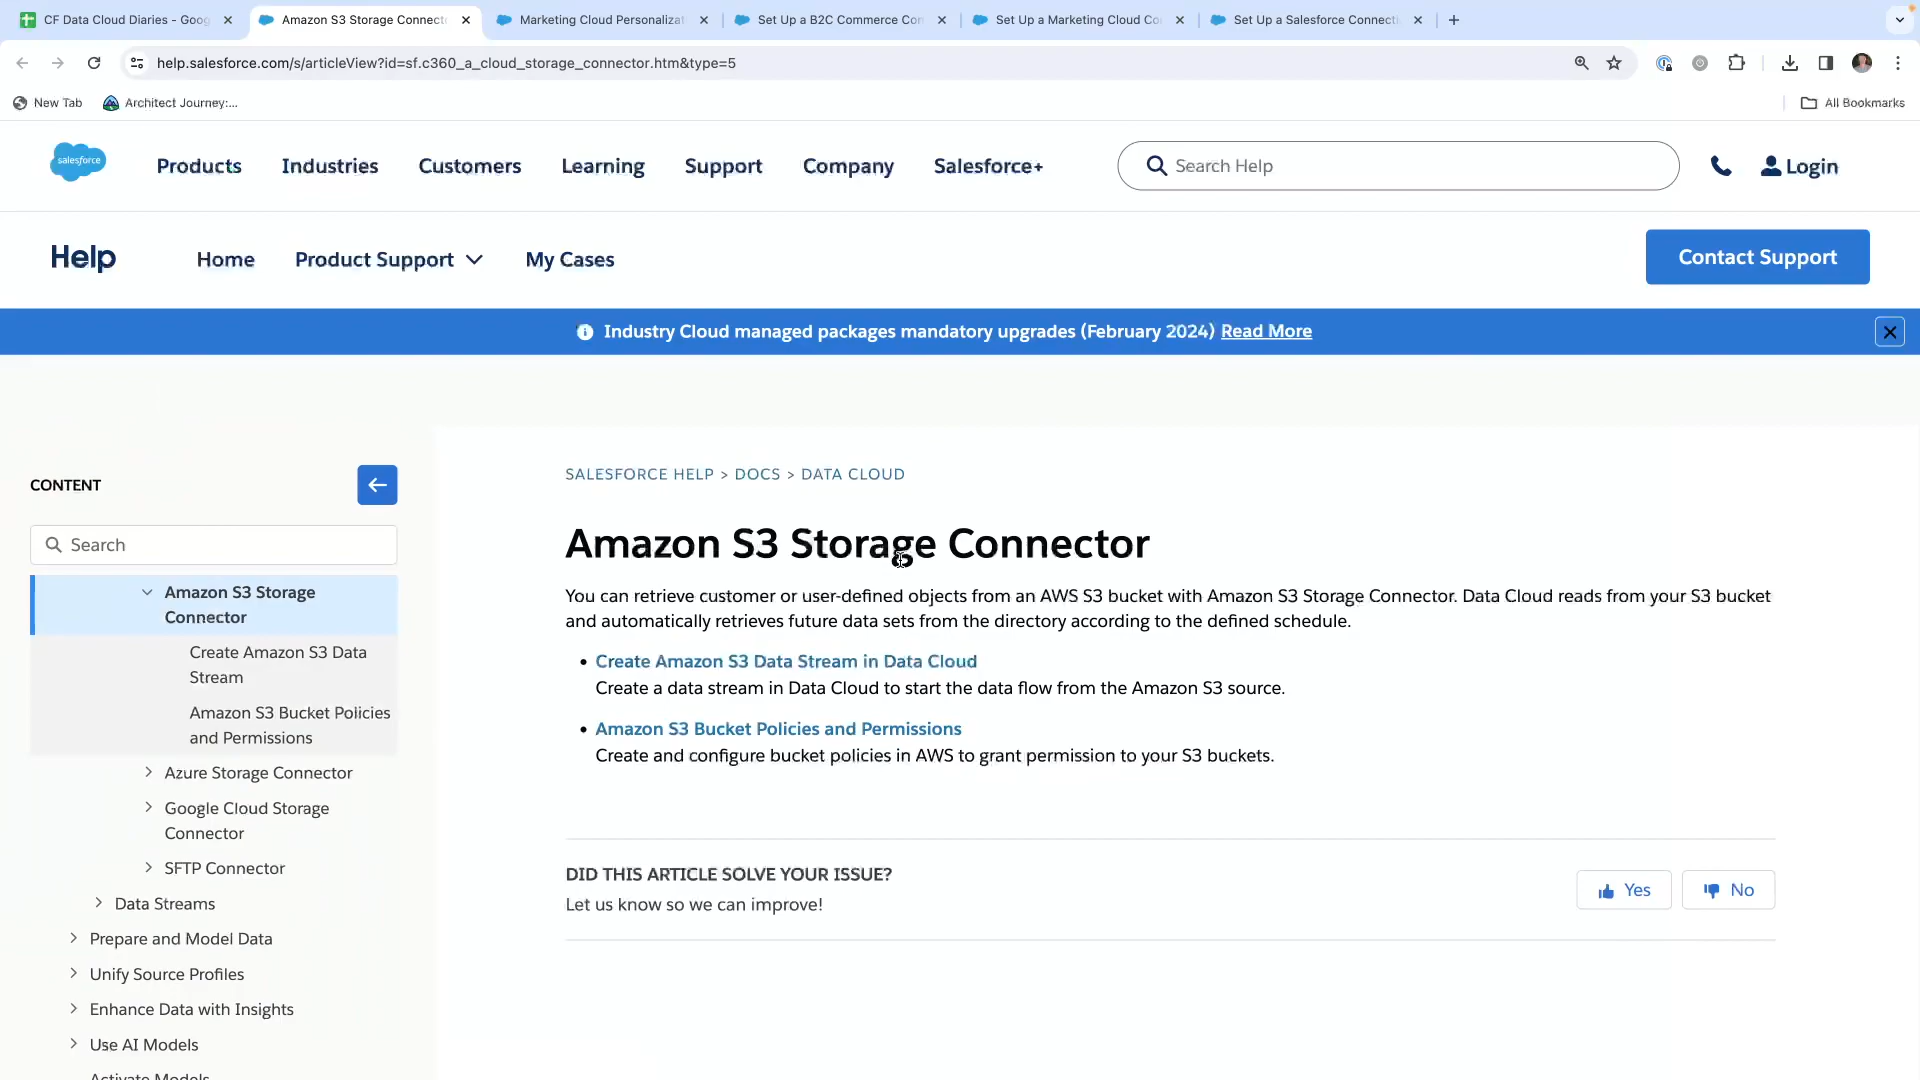 CF Data Cloud Diaries - Goog
Amazon S3 Storage Connecto
Marketing Cloud Personalizat
Set Up a B2C Commerce Con
Set Up a Marketing Cloud Co
Set Up a Salesforce Connecti
help.salesforce.com/s/articleView?id=sf.c360_a_cloud_storage_connector.htm&type=5
New Tab
Architect Journey:...
All Bookmarks
salesforce
Products
Industries
Customers
Learning
Support
Company
Salesforce+
Search Help
Login
Help
Home
Product Support
My Cases
Contact Support
Industry Cloud managed packages mandatory upgrades (February 2024) Read More
CONTENT
Search
Amazon S3 Storage
Connector
Create Amazon S3 Data
Stream
Amazon S3 Bucket Policies
and Permissions
Azure Storage Connector
Google Cloud Storage
Connector
SFTP Connector
Data Streams
Prepare and Model Data
Unify Source Profiles
Enhance Data with Insights
Use AI Models
Activate Models
SALESFORCE HELP > DOCS > DATA CLOUD
Amazon S3 Storage Connector
You can retrieve customer or user-defined objects from an AWS S3 bucket with Amazon S3 Storage Connector. Data Cloud reads from your S3 bucket
and automatically retrieves future data sets from the directory according to the defined schedule.
• Create Amazon S3 Data Stream in Data Cloud
Create a data stream in Data Cloud to start the data flow from the Amazon S3 source.
• Amazon S3 Bucket Policies and Permissions
Create and configure bucket policies in AWS to grant permission to your S3 buckets.
DID THIS ARTICLE SOLVE YOUR ISSUE?
Let us know so we can improve!
Yes
No